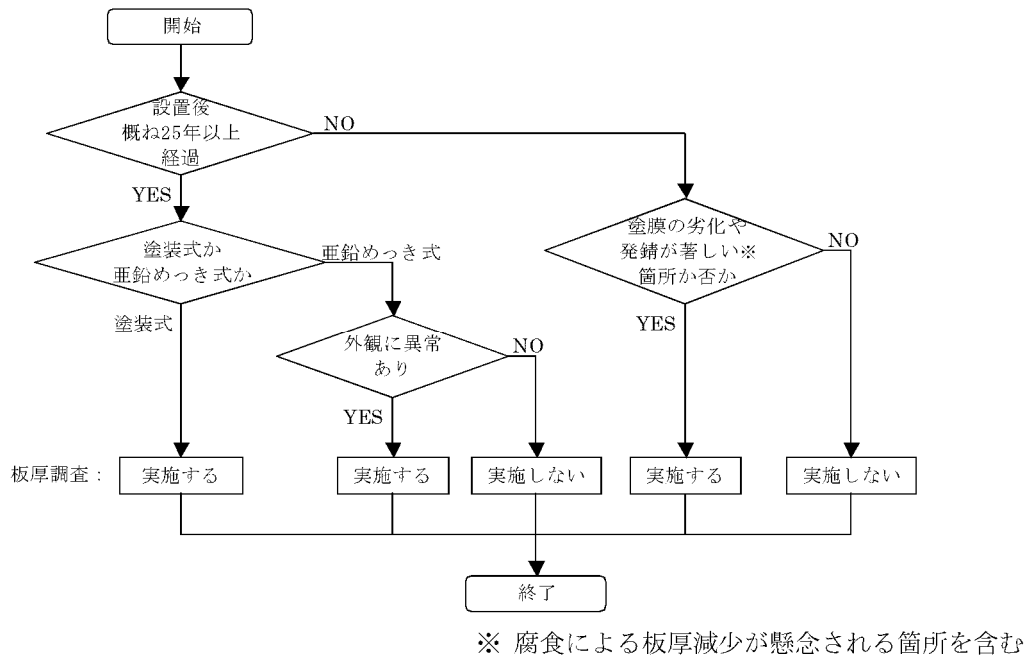 開始
設置後
概ね25年以上
経過
NO
YES
塗装式か
亜鉛めっき式か
亜鉛めっき式
塗装式
外観に異常
あり
NO
YES
塗膜の劣化や
発錆が著しい※
箇所か否か
NO
YES
板厚調査：
実施する
実施する
実施しない
実施する
実施しない
終了
※ 腐食による板厚減少が懸念される箇所を含む